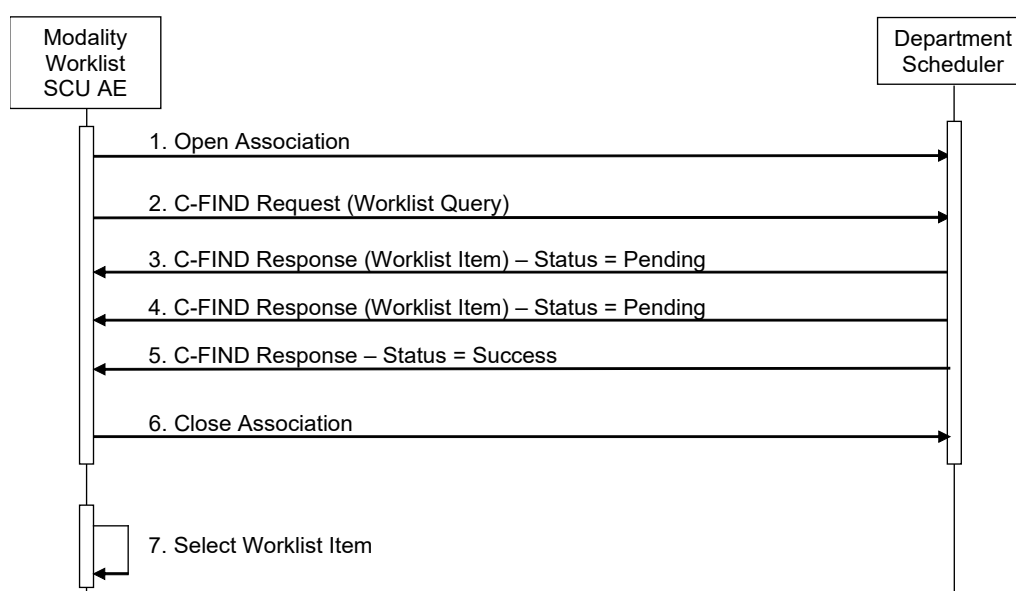 Modality
Worklist
SCU AE
Department
Scheduler
1. Open Association
2. C-FIND Request (Worklist Query)
3. C-FIND Response (Worklist Item) – Status = Pending
4. C-FIND Response (Worklist Item) – Status = Pending
5. C-FIND Response – Status = Success
6. Close Association
7. Select Worklist Item